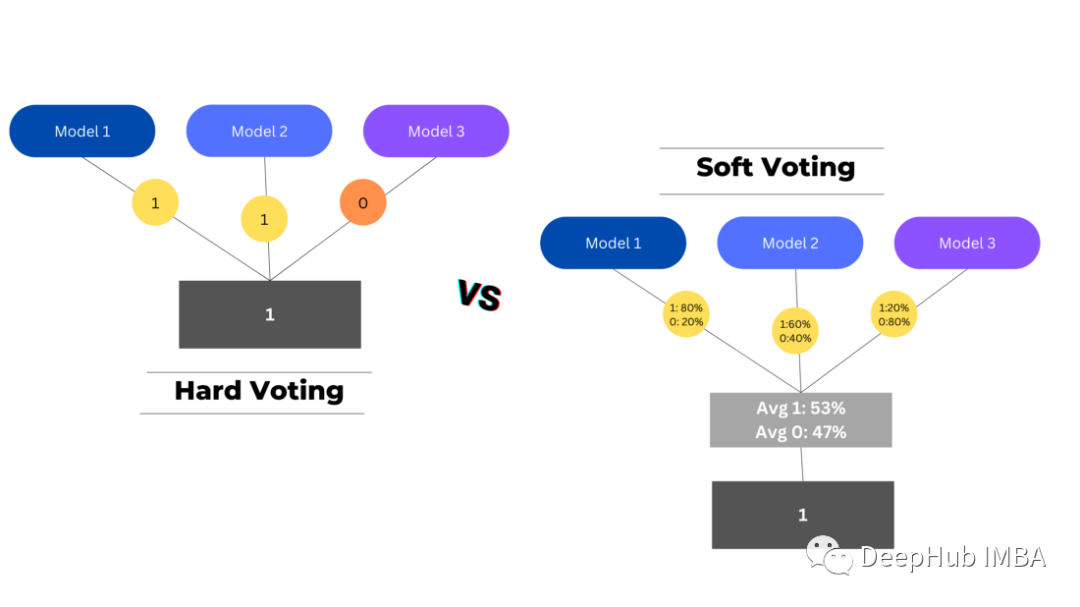 Model 1
Model 2
Model 3
1
1
0
1
Hard Voting
VS
Soft Voting
Model 1
Model 2
Model 3
1: 80%
0: 20%
1:60%
0:40%
1:20%
0:80%
Avg 1: 53%
Avg 0: 47%
1
DeepHub IMBA